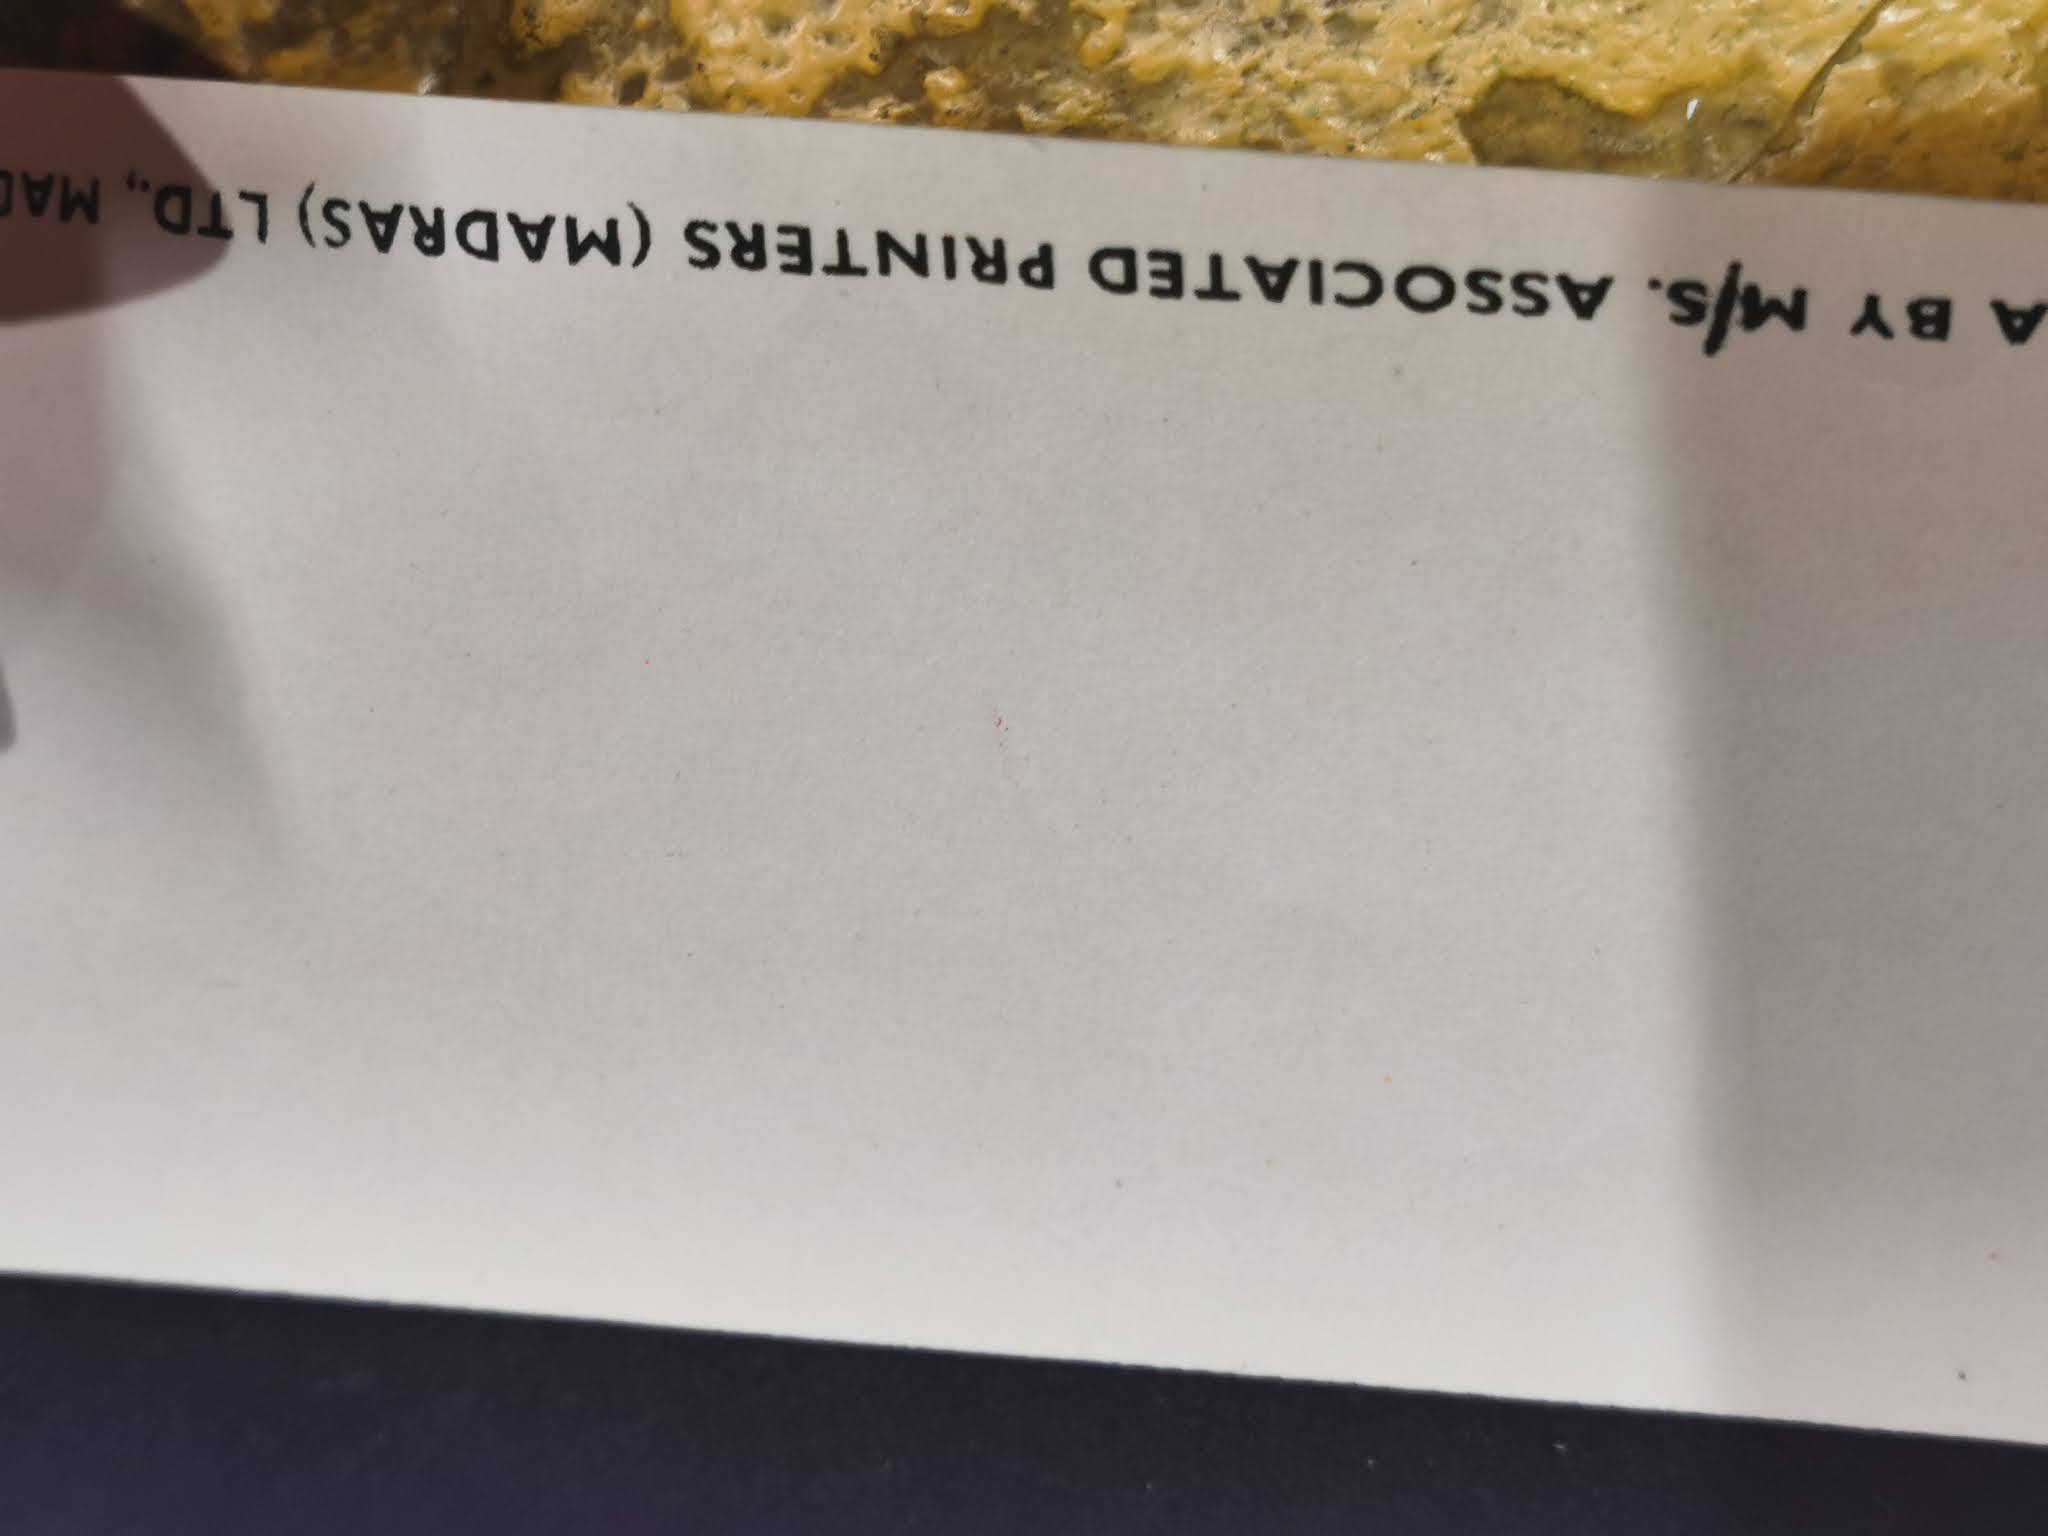 A BY M/S. ASSOCIATED PRINTERS (MADRAS) LTD., MAD